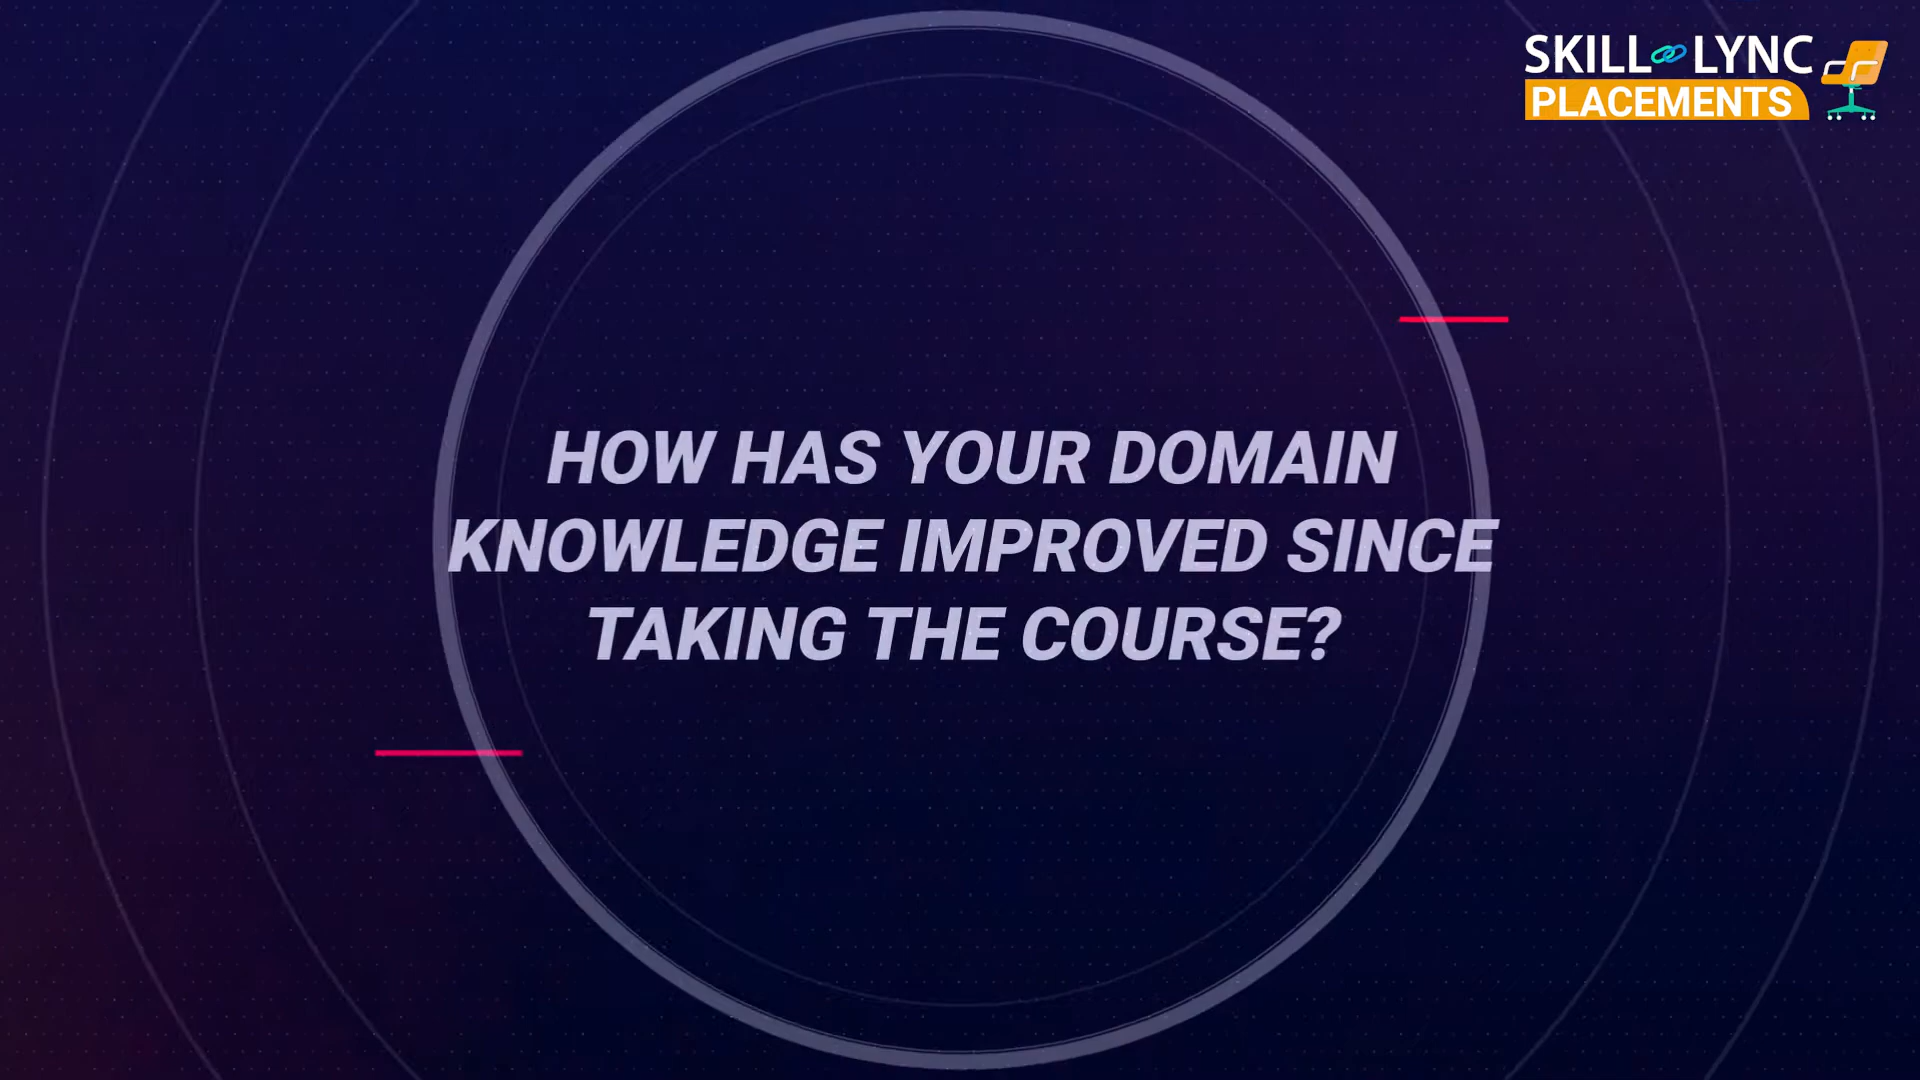 SKILL LYNC
PLACEMENTS
HOW HAS YOUR DOMAIN
KNOWLEDGE IMPROVED SINCE
TAKING THE COURSE?